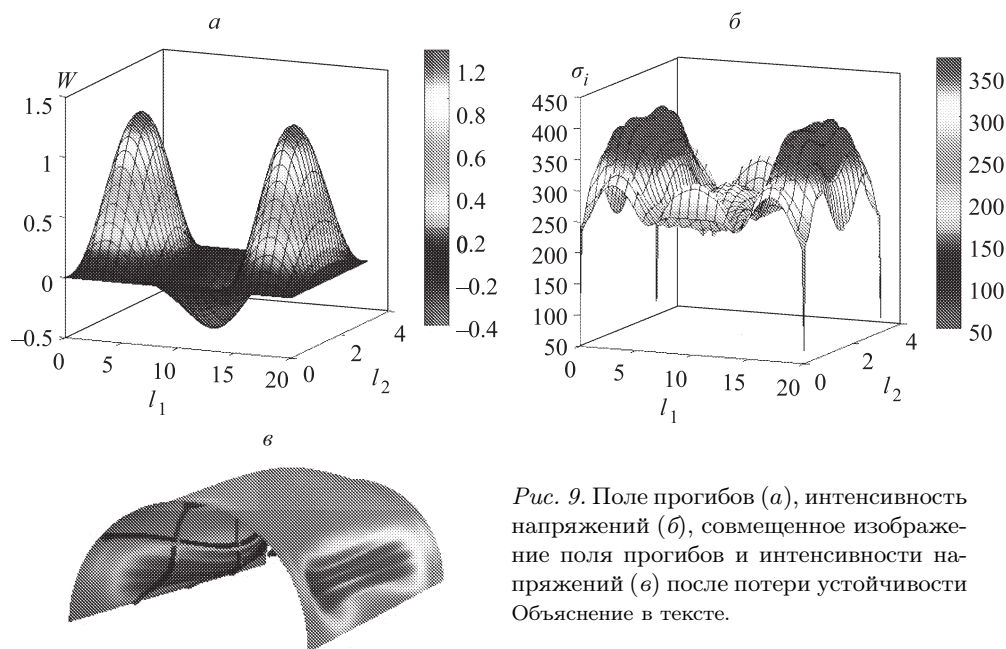 а
W
1.5
1
0.5
0
–0.5
0 5 10 15 20
l1
0 2 4
l2
1.2
0.8
0.6
0.4
0.2
–0.2
–0.4
б
σi
450
400
350
300
250
200
150
100
50
0 5 10 15 20
l1
0 2 4
l2
350
300
250
200
150
100
50
в
Рис. 9. Поле прогибов (а), интенсивность
напряжений (б), совмещенное изображе-
ние поля прогибов и интенсивности на-
пряжений (в) после потери устойчивости
Объяснение в тексте.